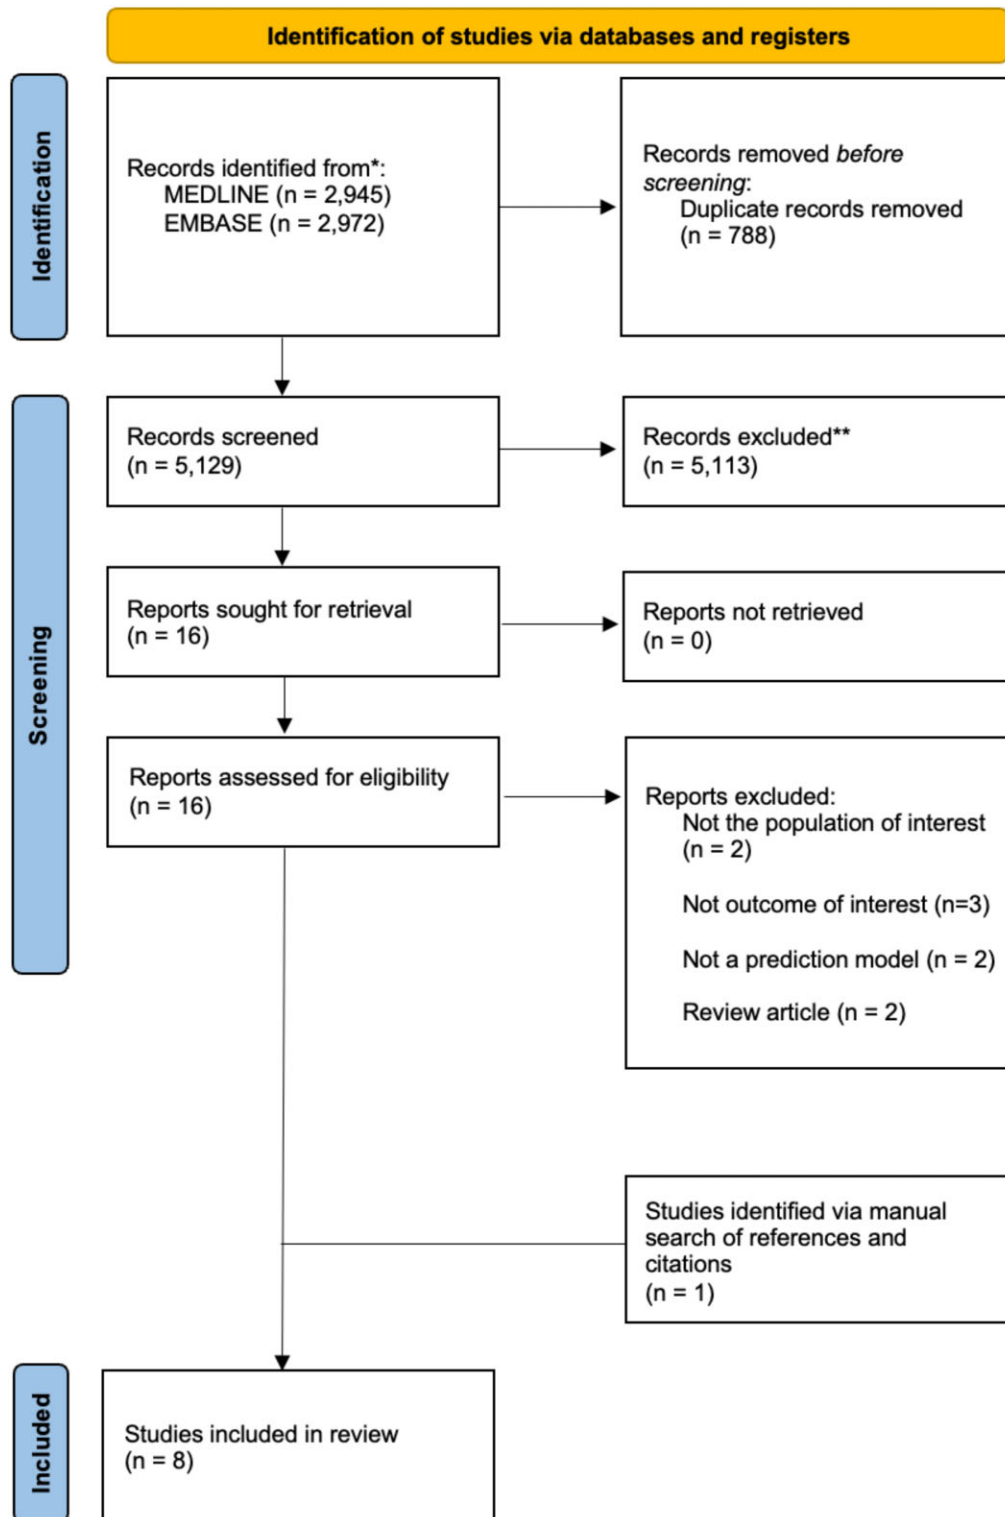 Identification of studies via databases and registers
Identification
Records identified from*:
MEDLINE (n = 2,945)
EMBASE (n = 2,972)
Records removed before
screening:
Duplicate records removed
(n = 788)
Screening
Records screened
(n = 5,129)
Records excluded**
(n = 5,113)
Reports sought for retrieval
(n = 16)
Reports not retrieved
(n = 0)
Reports assessed for eligibility
(n = 16)
Reports excluded:
Not the population of interest
(n = 2)
Not outcome of interest (n=3)
Not a prediction model (n = 2)
Review article (n = 2)
Studies identified via manual
search of references and
citations
(n = 1)
Included
Studies included in review
(n = 8)